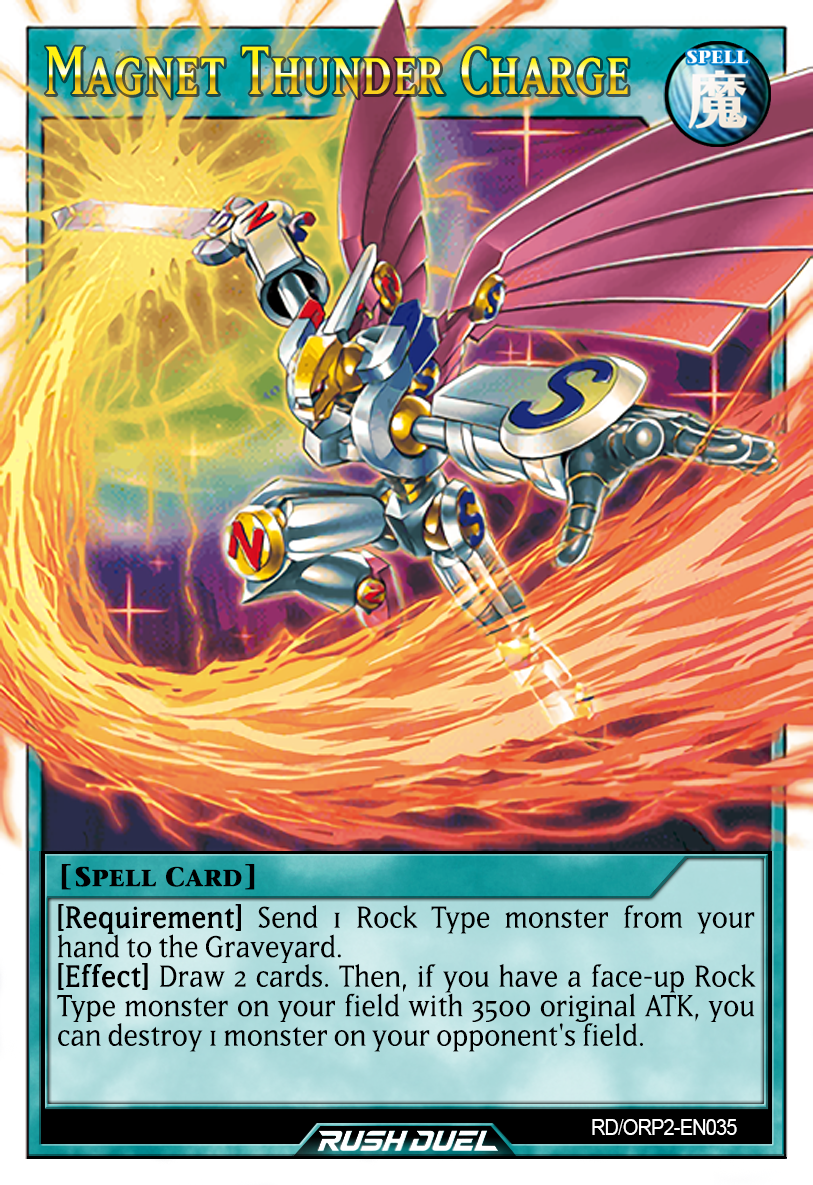 MAGNET THUNDER CHARGE
SPELL
魔
N
S
S
N
S
N
[SPELL CARD]
[Requirement] Send 1 Rock Type monster from your
hand to the Graveyard.
[Effect] Draw 2 cards. Then, if you have a face-up Rock
Type monster on your field with 3500 original ATK, you
can destroy 1 monster on your opponent's field.
RD/ORP2-EN035
RUSH DUEL